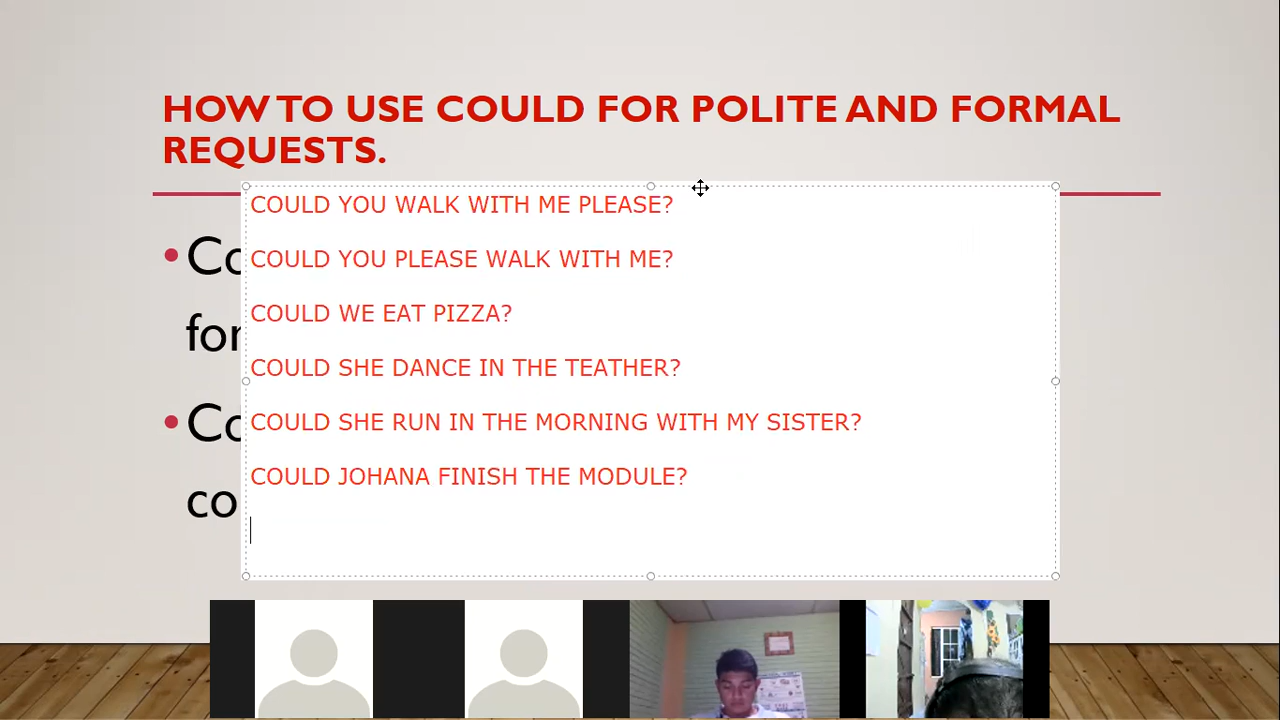 HOW TO USE COULD FOR POLITE AND FORMAL
REQUESTS.
COULD YOU WALK WITH ME PLEASE?
COULD YOU PLEASE WALK WITH ME?
COULD WE EAT PIZZA?
COULD SHE DANCE IN THE TEATHER?
COULD SHE RUN IN THE MORNING WITH MY SISTER?
COULD JOHANA FINISH THE MODULE?